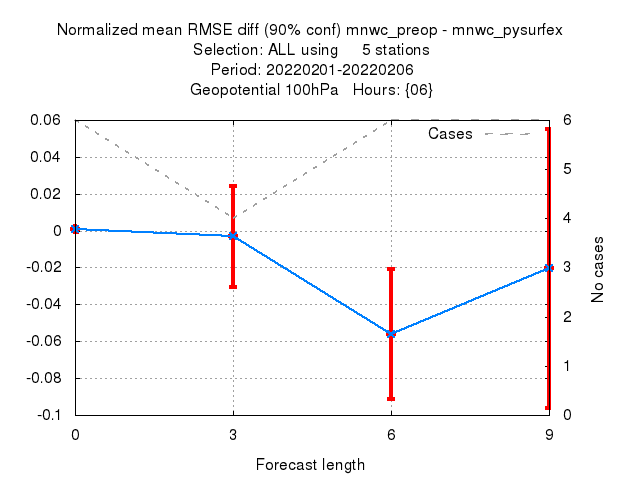 Normalized mean RMSE diff (90% conf) mnwc_preop - mnwc_pysurfex
Selection: ALL using 5 stations
Period: 20220201-20220206
Geopotential 100hPa Hours: {06}
Cases
0.06
0.04
0.02
0
-0.02
-0.04
-0.06
-0.08
-0.1
6
5
4
3
2
1
0
No cases
0 3 6 9
Forecast length